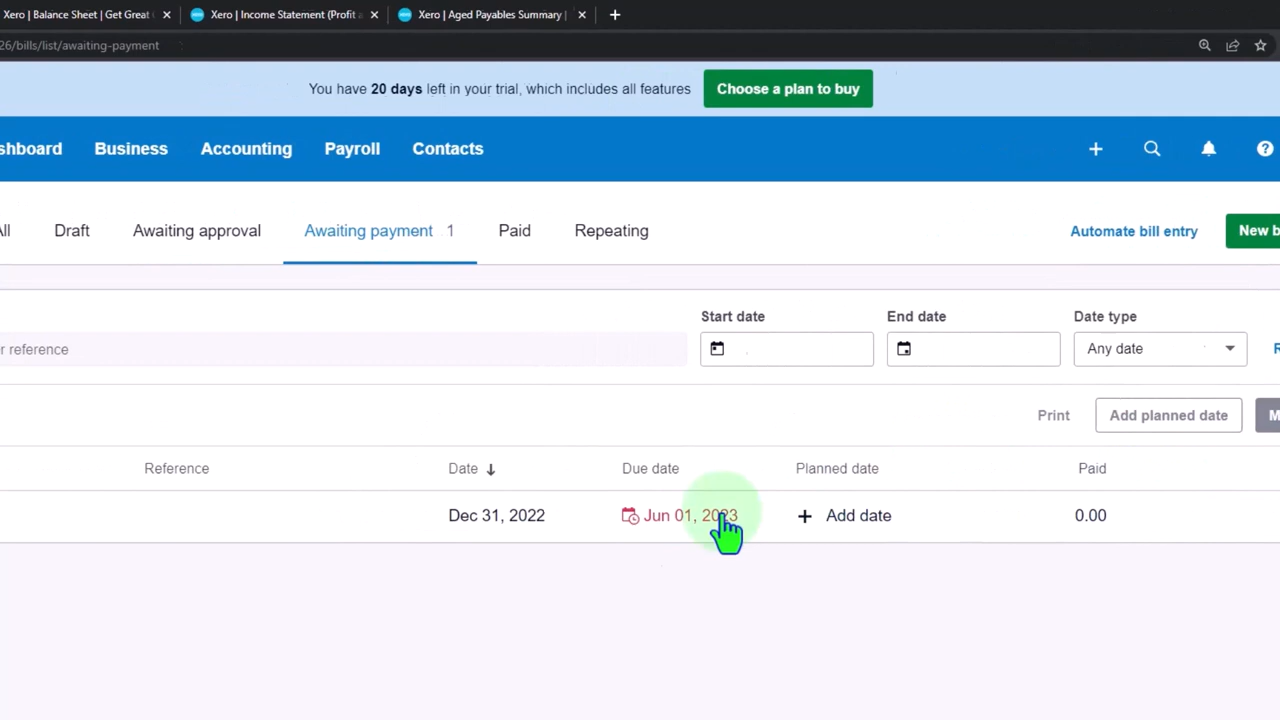 Xero | Balance Sheet | Get Great
Xero | Income Statement (Profit a
Xero | Aged Payables Summary |
26/bills/list/awaiting-payment
You have 20 days left in your trial, which includes all features
Choose a plan to buy
shboard Business Accounting Payroll Contacts
All Draft Awaiting approval Awaiting payment 1 Paid Repeating Automate bill entry New b
Start date End date Date type
r reference Any date R
Print Add planned date M
Reference Date Due date Planned date Paid
Dec 31, 2022 Jun 01, 2023 Add date 0.00